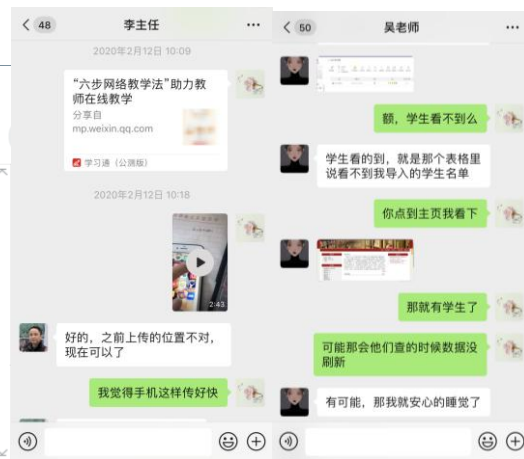 48
李主任
2020年2月12日 10:09
“六步网络教学法”助力教
师在线教学
分享自
mp.weixin.qq.com
学习通（公测版）
2020年2月12日 10:18
2:43
好的，之前上传的位置不对，
现在可以了
我觉得手机这样传好快
50
吴老师
额，学生看不到么
学生看的到，就是那个表格里
说看不到我导入的学生名单
你点到主页我看下
那就有学生了
可能那会他们查的时候数据没
刷新
有可能，那我就安心的睡觉了